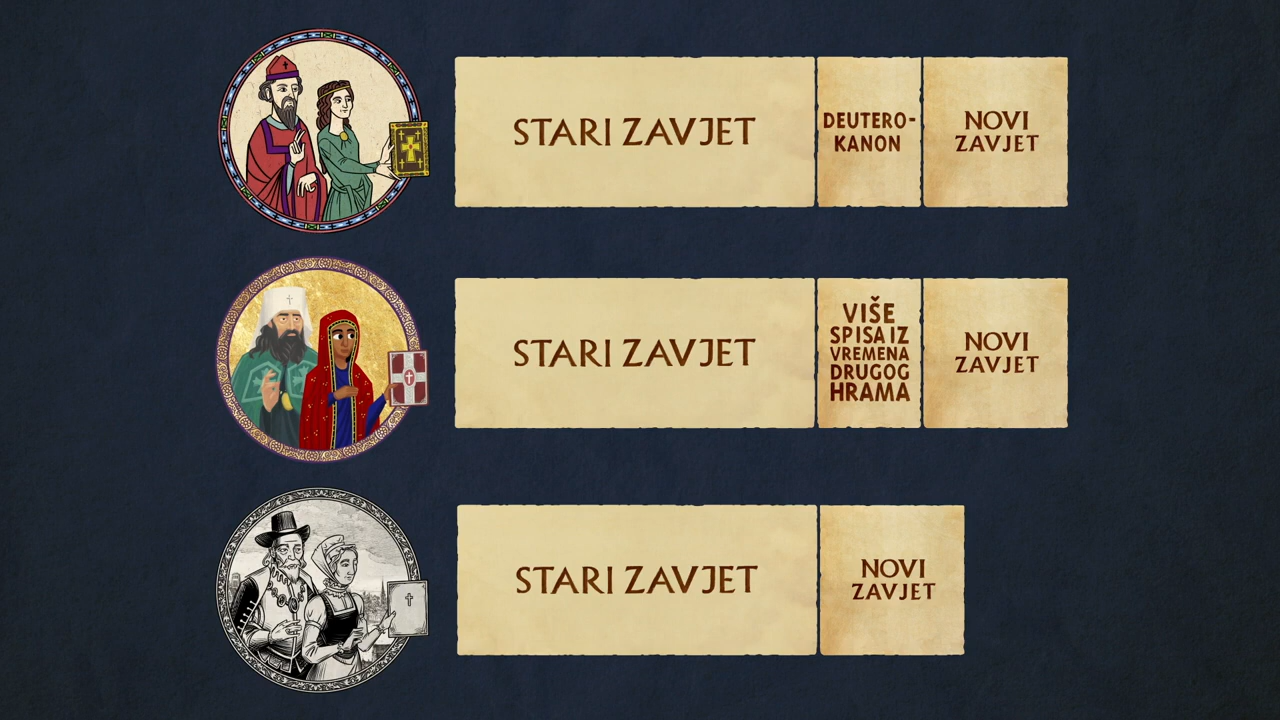 STARI ZAVJET
DEUTERO-
KANON
NOVI
ZAVJET
STARI ZAVJET
VIŠE
SPISA IZ
VREMENA
DRUGOG
HRAMA
NOVI
ZAVJET
STARI ZAVJET
NOVI
ZAVJET